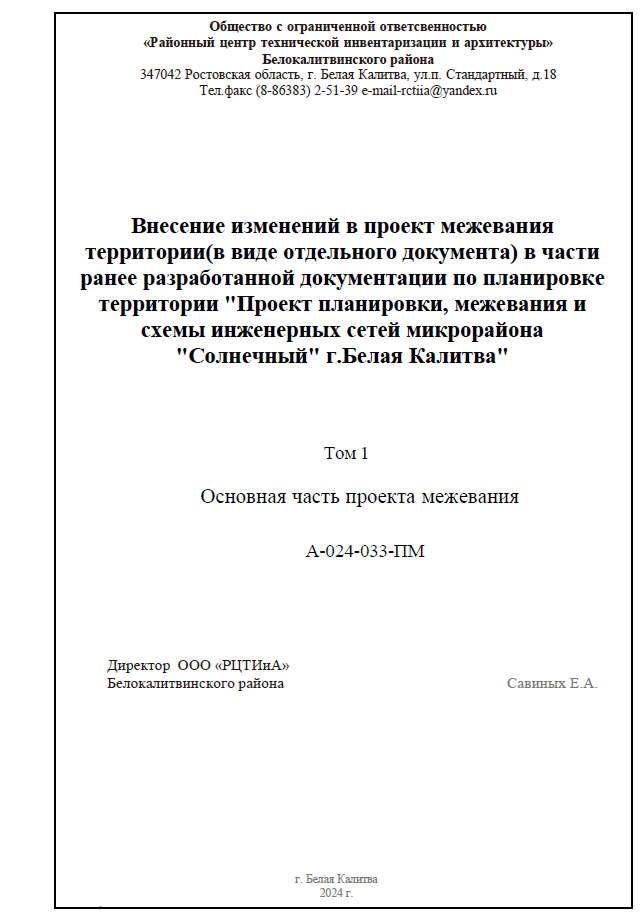 Общество с ограниченной ответсвенностью
«Районный центр технической инвентаризации и архитектуры»
Белокалитвинского района
347042 Ростовская область, г. Белая Калитва, ул.п. Стандартный, д.18
Тел.факс (8-86383) 2-51-39 e-mail-rctiia@yandex.ru
Внесение изменений в проект межевания
территории(в виде отдельного документа) в части
ранее разработанной документации по планировке
территории "Проект планировки, межевания и
схемы инженерных сетей микрорайона
"Солнечный" г.Белая Калитва"
Том 1
Основная часть проекта межевания
А-024-033-ПМ
Директор  ООО «РЦТИиА»
Белокалитвинского района Савиных Е.А.
г. Белая Калитва
2024 г.